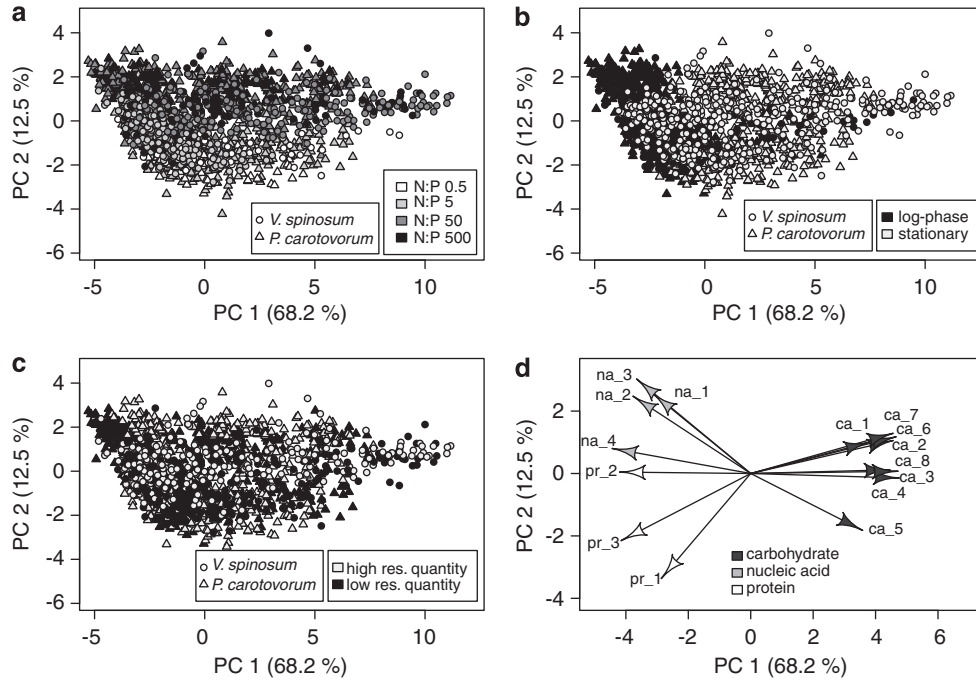 a
4
2
0
-2
-4
-6
PC 2 (12.5 %)
V. spinosum
P. carotovorum
N:P 0.5
N:P 5
N:P 50
N:P 500
-5
0
5
10
PC 1 (68.2 %)
b
4
2
0
-2
-4
-6
PC 2 (12.5 %)
V. spinosum
P. carotovorum
log-phase
stationary
-5
0
5
10
PC 1 (68.2 %)
c
4
2
0
-2
-4
-6
PC 2 (12.5 %)
V. spinosum
P. carotovorum
high res. quantity
low res. quantity
-5
0
5
10
PC 1 (68.2 %)
d
2
0
-2
-4
PC 2 (12.5 %)
na_3
na_1
na_2
na_4
pr_2
pr_3
pr_1
ca_7
ca_1
ca_6
ca_2
ca_8
ca_3
ca_4
ca_5
carbohydrate
nucleic acid
protein
-4
-2
0
2
4
6
PC 1 (68.2 %)